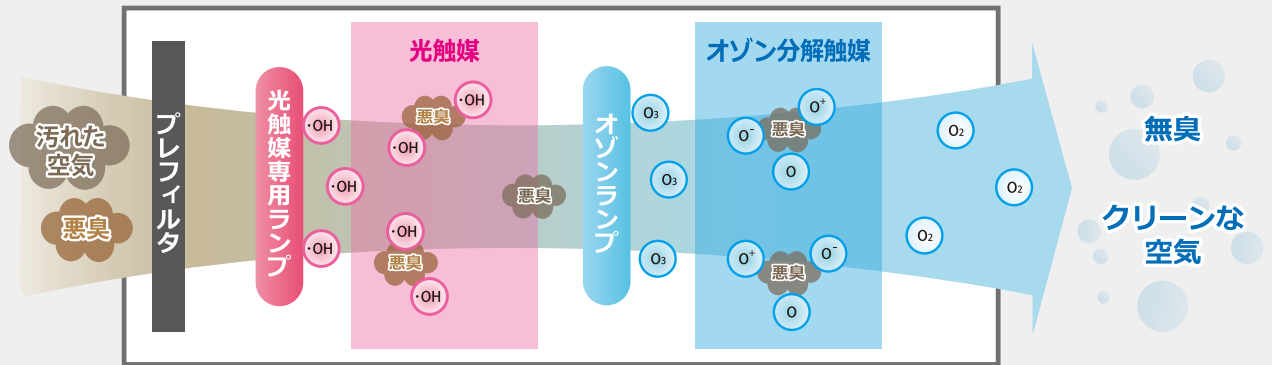 汚れた
空気
悪臭
プレフィルタ
光触媒専用ランプ
・OH
・OH
・OH
光触媒
悪臭
・OH
・OH
・OH
悪臭
・OH
悪臭
オゾンランプ
O3
O3
O3
オゾン分解触媒
O+
悪臭
O-
O
O+
悪臭
O-
O
O2
O2
O2
無臭
クリーンな
空気